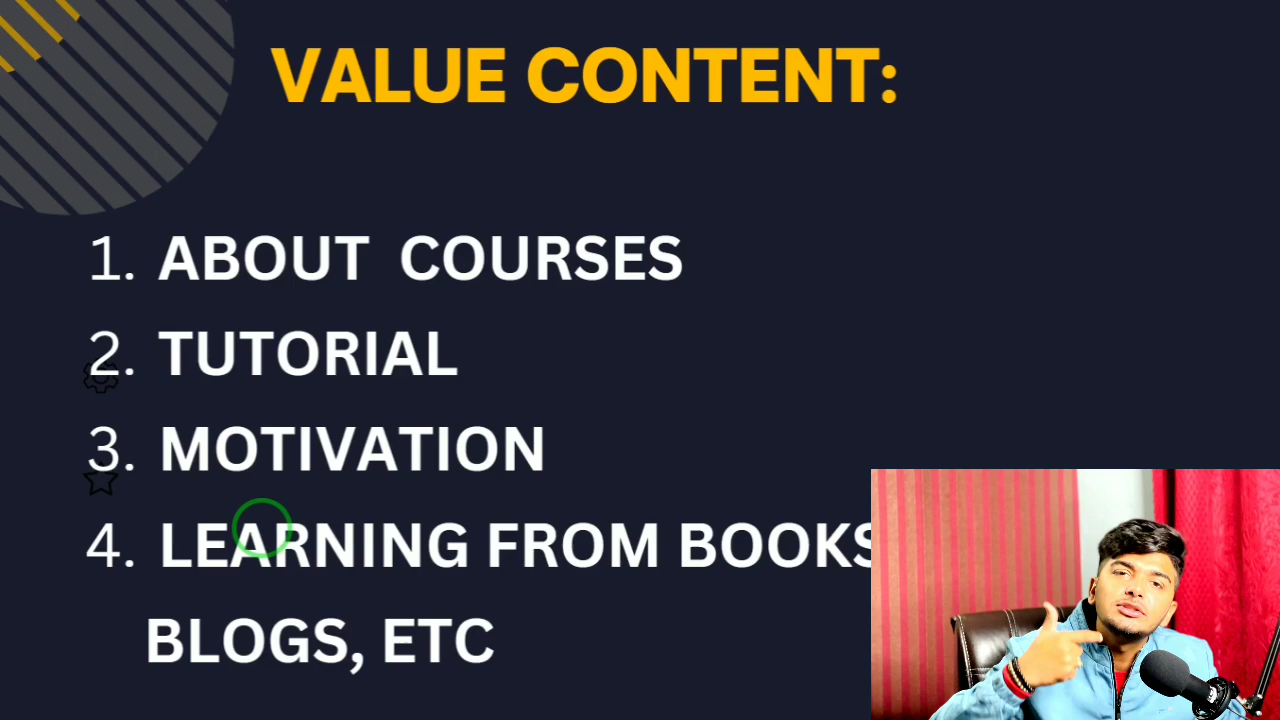 VALUE CONTENT:
1. ABOUT COURSES
2. TUTORIAL
3. MOTIVATION
4. LEARNING FROM BOOKS
BLOGS, ETC